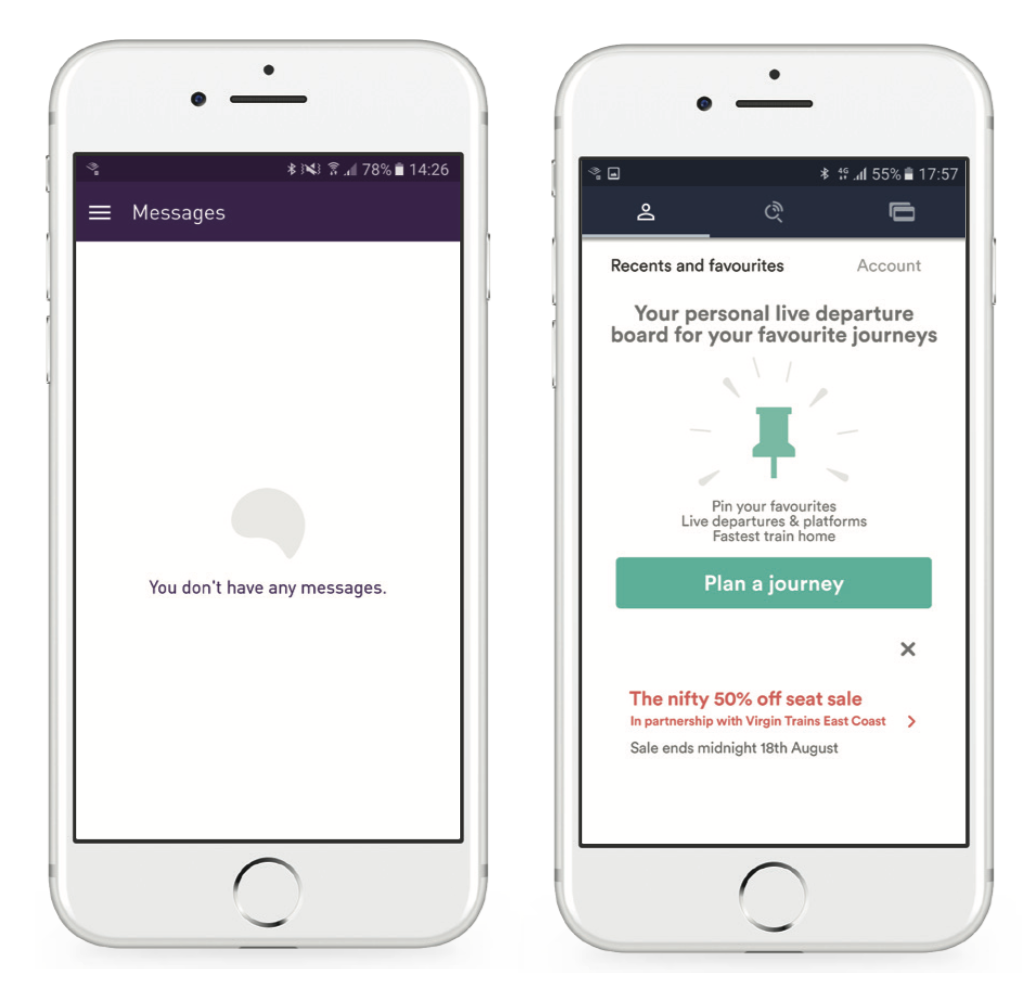 78% 14:26
Messages
You don't have any messages.
4G 55% 17:57
Recents and favourites Account
Your personal live departure
board for your favourite journeys
Pin your favourites
Live departures & platforms
Fastest train home
Plan a journey
The nifty 50% off seat sale
In partnership with Virgin Trains East Coast
Sale ends midnight 18th August